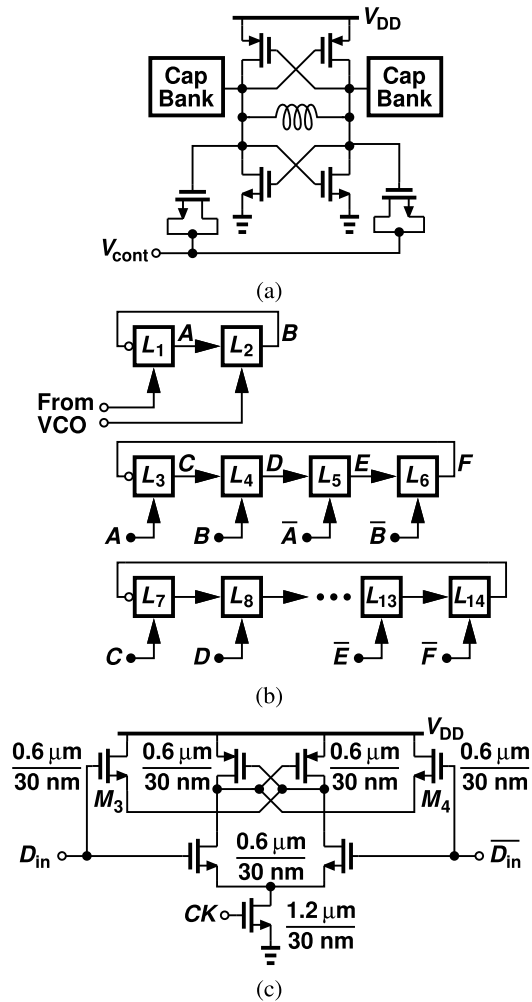 V_DD
Cap Bank
Cap Bank
V_cont
(a)
A B
L_1 L_2
From VCO
C D E F
L_3 L_4 L_5 L_6
A B A̅ B̅
L_7 L_8 ••• L_13 L_14
C D E̅ F̅
(b)
V_DD
0.6 µm 0.6 µm 0.6 µm 0.6 µm
30 nm 30 nm 30 nm 30 nm
M_3 M_4
D_in 0.6 µm D̅_i̅n̅
30 nm
CK 1.2 µm
30 nm
(c)